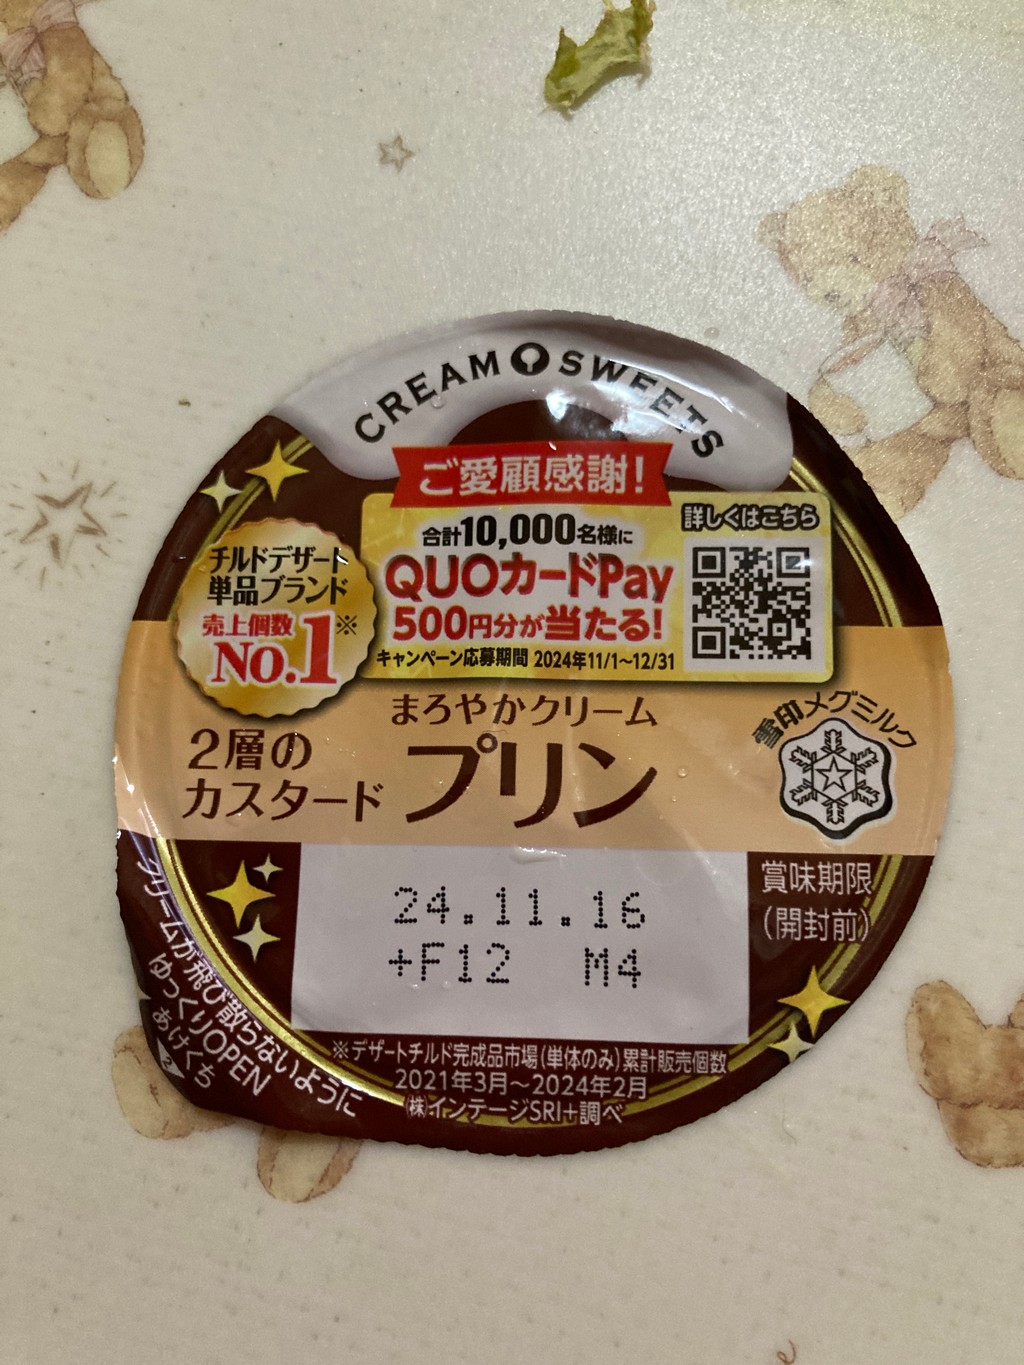 CREAM SWEETS
ご愛顧感謝!
合計10,000名様に
QUOカードPay
500円分が当たる!
キャンペーン応募期間 2024年11/1~12/31
詳しくはこちら
チルドデザート
単品ブランド
売上個数※
No.1
まろやかクリーム
2層の
カスタード
プリン
雪印メグミルク
24.11.16
+F12 M4
賞味期限
(開封前)
※デザートチルド完成品市場(単体のみ)累計販売個数
2021年3月~2024年2月
㈱インテージSRI+調べ
クリームが飛び散らないように
ゆっくりOPEN
あけくち
2